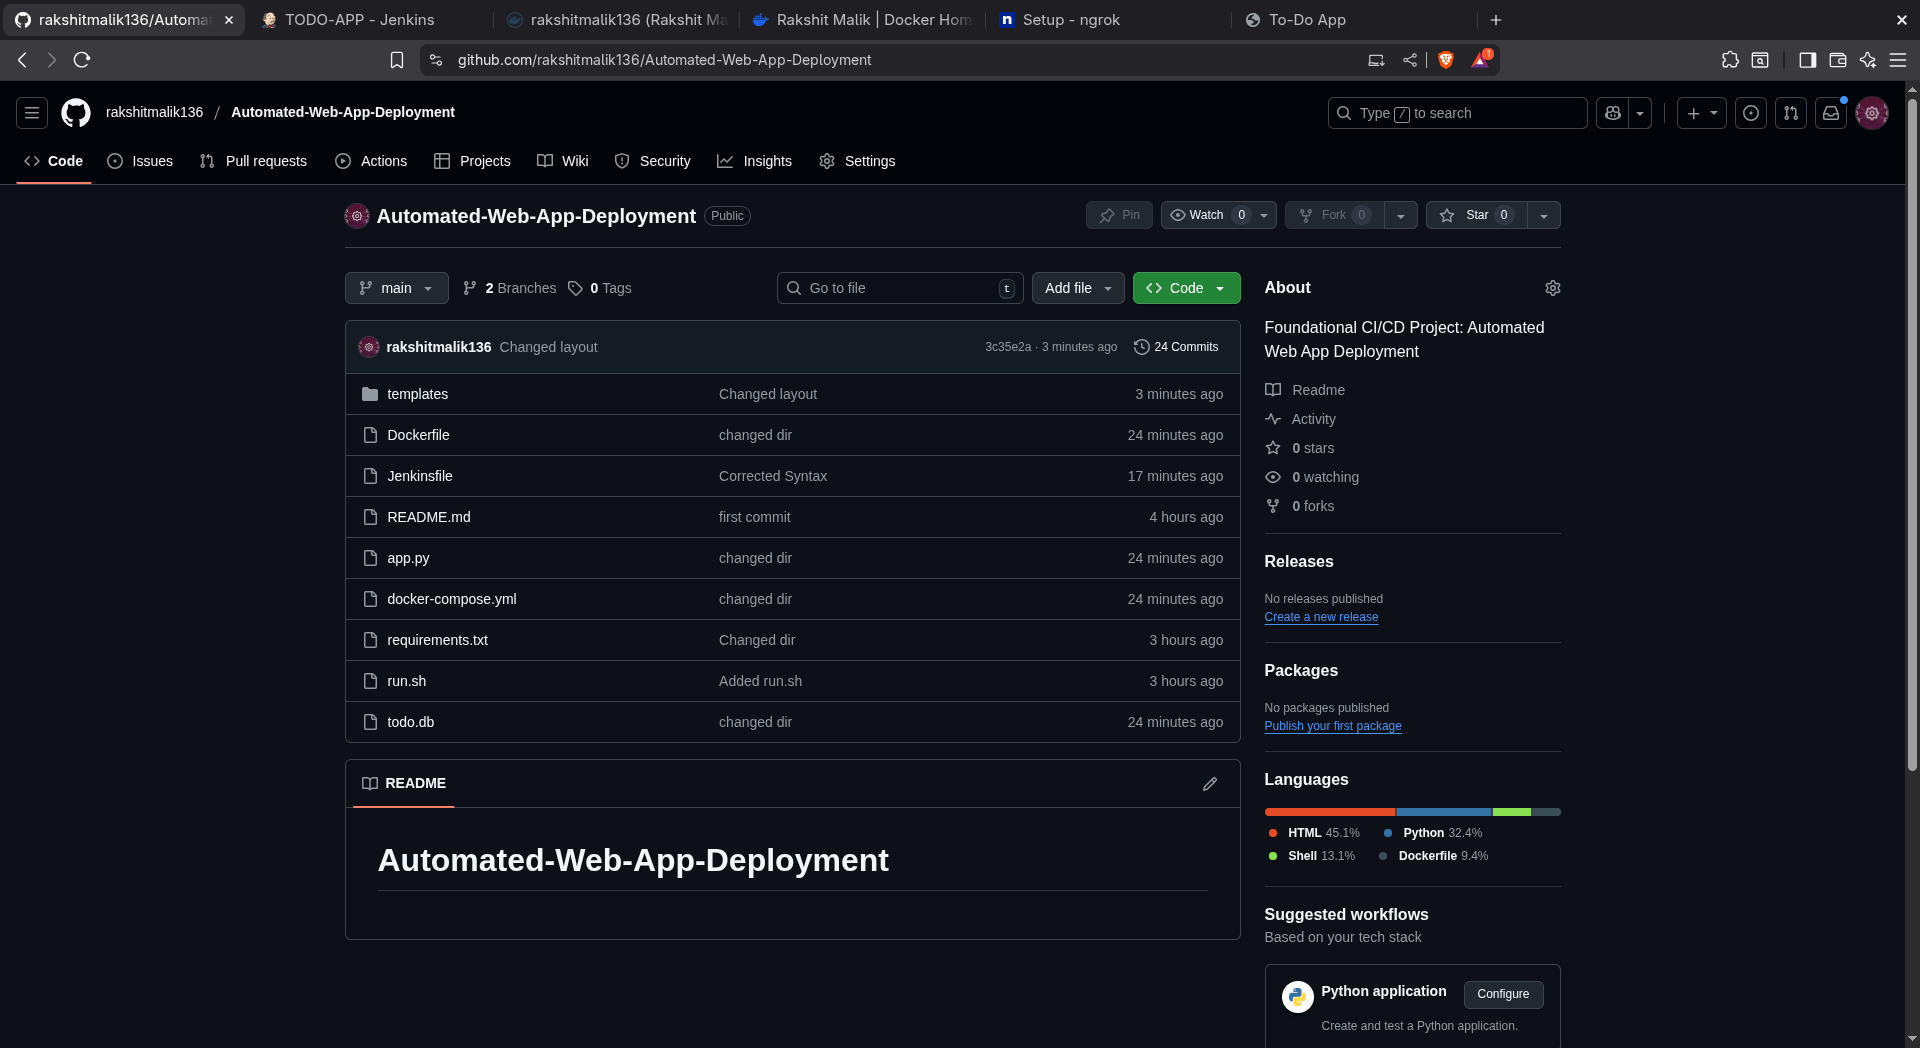 rakshitmalik136/Automa
TODO-APP - Jenkins
rakshitmalik136 (Rakshit Ma
Rakshit Malik | Docker Hom
Setup - ngrok
To-Do App
github.com/rakshitmalik136/Automated-Web-App-Deployment
1
rakshitmalik136 / Automated-Web-App-Deployment
Type / to search
Code
Issues
Pull requests
Actions
Projects
Wiki
Security
Insights
Settings
Automated-Web-App-Deployment Public
Pin
Watch 0
Fork 0
Star 0
main
2 Branches
0 Tags
Go to file t
Add file
Code
rakshitmalik136 Changed layout 3c35e2a · 3 minutes ago 24 Commits
templates Changed layout 3 minutes ago
Dockerfile changed dir 24 minutes ago
Jenkinsfile Corrected Syntax 17 minutes ago
README.md first commit 4 hours ago
app.py changed dir 24 minutes ago
docker-compose.yml changed dir 24 minutes ago
requirements.txt Changed dir 3 hours ago
run.sh Added run.sh 3 hours ago
todo.db changed dir 24 minutes ago
README
Automated-Web-App-Deployment
About
Foundational CI/CD Project: Automated
Web App Deployment
Readme
Activity
0 stars
0 watching
0 forks
Releases
No releases published
Create a new release
Packages
No packages published
Publish your first package
Languages
HTML 45.1% Python 32.4%
Shell 13.1% Dockerfile 9.4%
Suggested workflows
Based on your tech stack
Python application
Configure
Create and test a Python application.